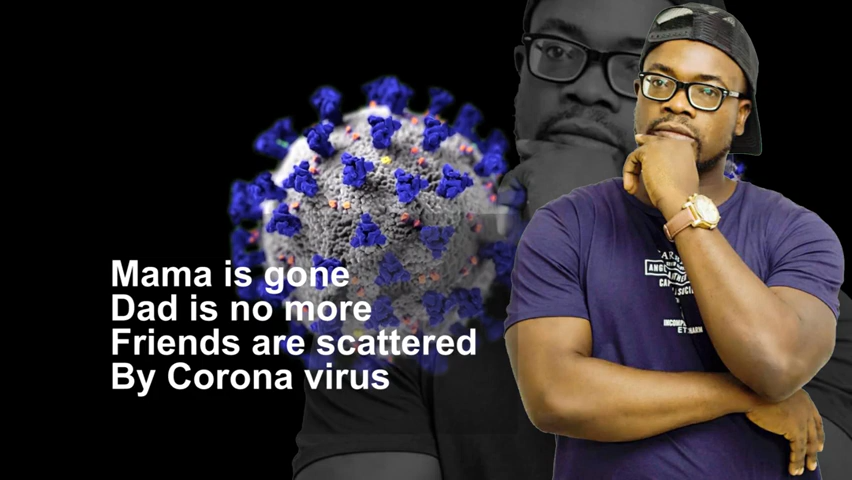 Mama is gone
Dad is no more
Friends are scattered
By Corona virus